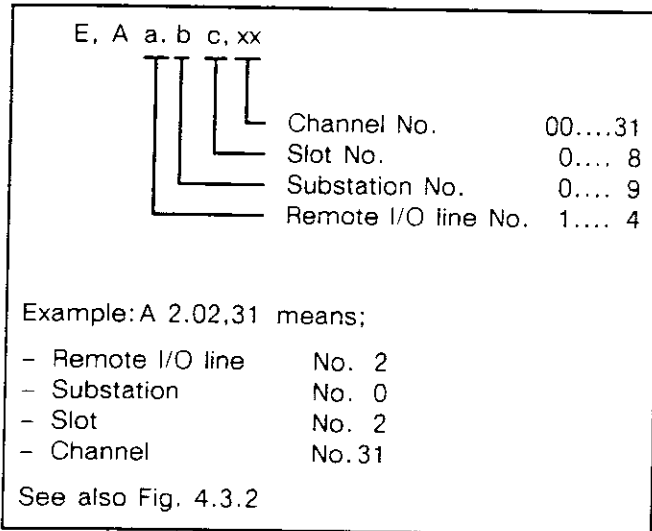 E, A a. b c, xx
Channel No. 00....31
Slot No. 0.... 8
Substation No. 0.... 9
Remote I/O line No. 1.... 4
Example: A 2.02,31 means;
– Remote I/O line No. 2
– Substation No. 0
– Slot No. 2
– Channel No. 31
See also Fig. 4.3.2